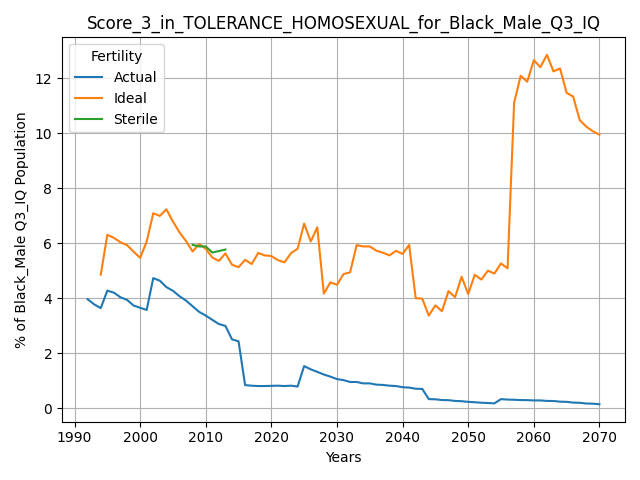 Score_3_in_TOLERANCE_HOMOSEXUAL_for_Black_Male_Q3_IQ
Fertility
Actual
Ideal
Sterile
% of Black_Male Q3_IQ Population
12
10
8
6
4
2
0
1990 2000 2010 2020 2030 2040 2050 2060 2070
Years